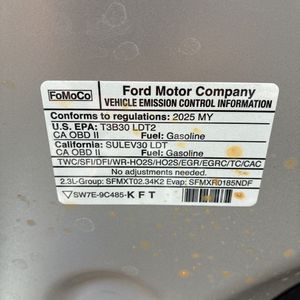 FoMoCo
Ford Motor Company
VEHICLE EMISSION CONTROL INFORMATION
Conforms to regulations: 2025 MY
U.S. EPA: T3B30 LDT2
CA OBD II Fuel: Gasoline
California: SULEV30 LDT
CA OBD II Fuel: Gasoline
TWC/SFI/DFI/WR-HO2S/HO2S/EGR/EGRC/TC/CAC
No adjustments needed.
2.3L-Group: SFMXT02.34K2 Evap: SFMXR0185NDF
SW7E-9C485-KFT